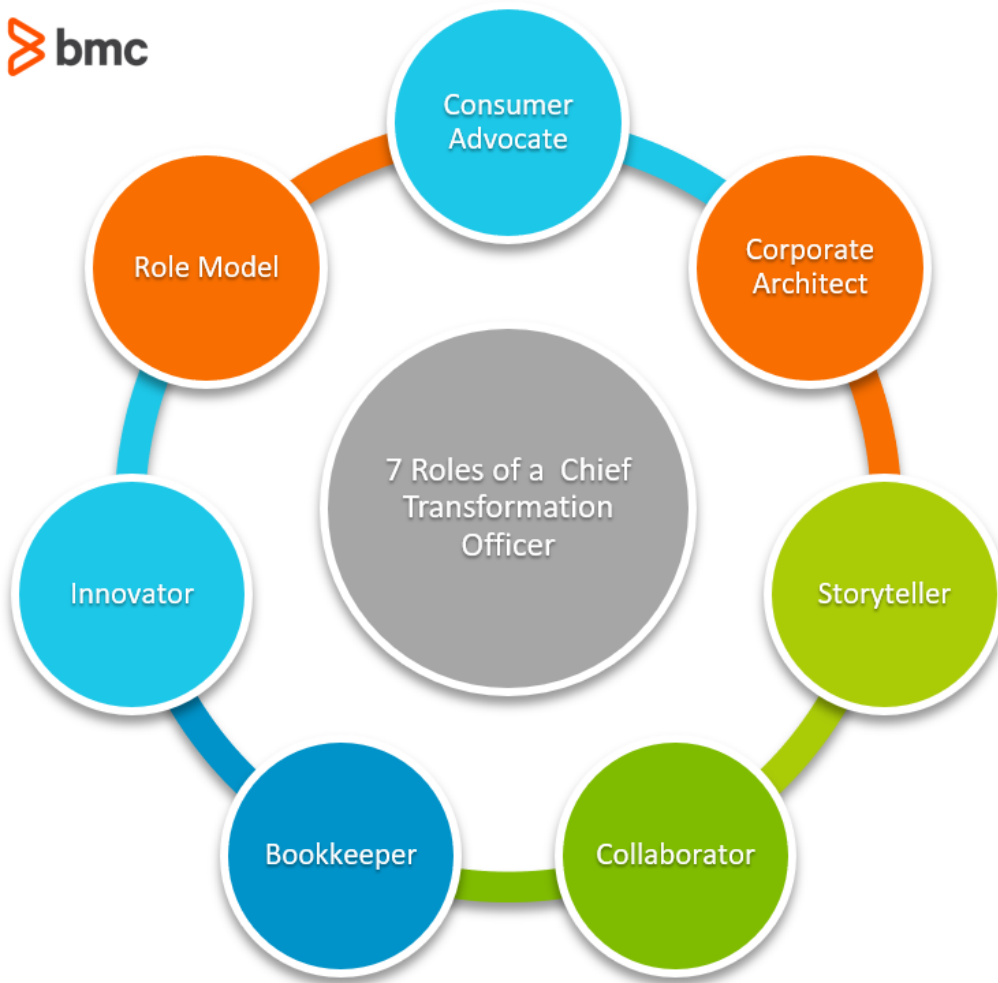 bmc
Consumer
Advocate
Role Model
Corporate
Architect
7 Roles of a  Chief
Transformation
Officer
Innovator
Storyteller
Bookkeeper
Collaborator